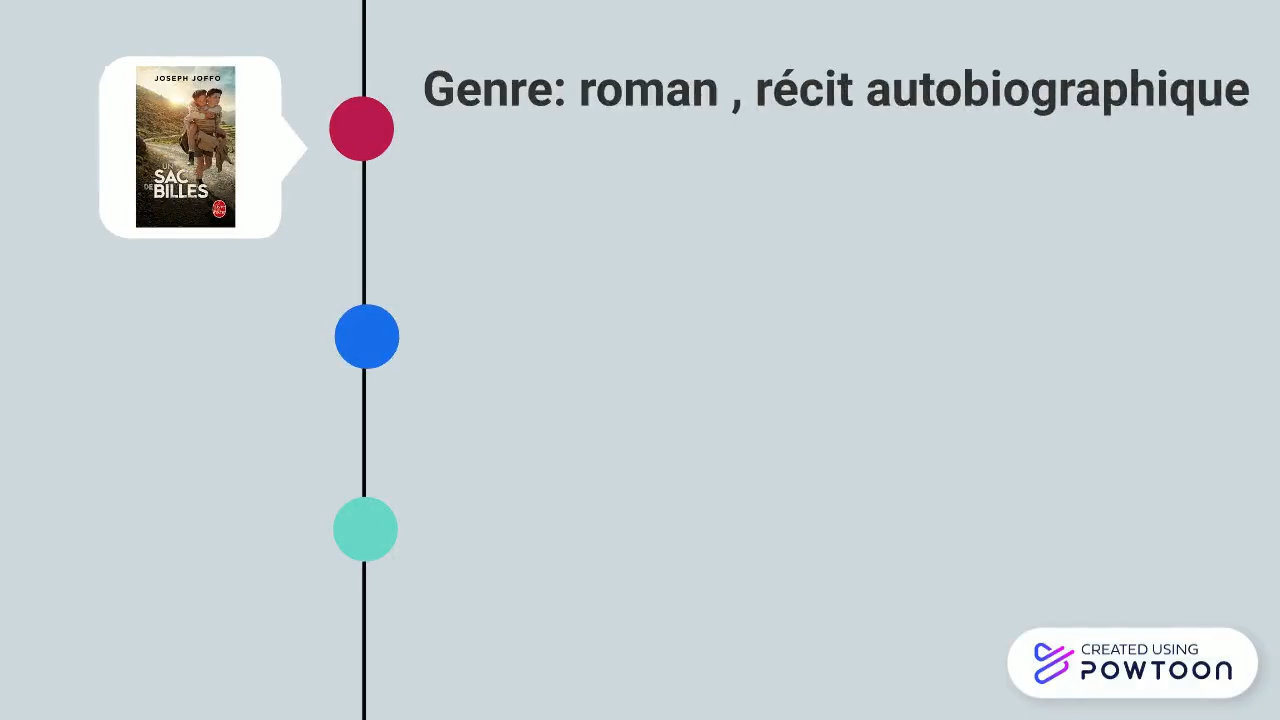 JOSEPH JOFFO
UN
SAC
DE BILLES
Genre: roman , récit autobiographique
CREATED USING
POWTOON